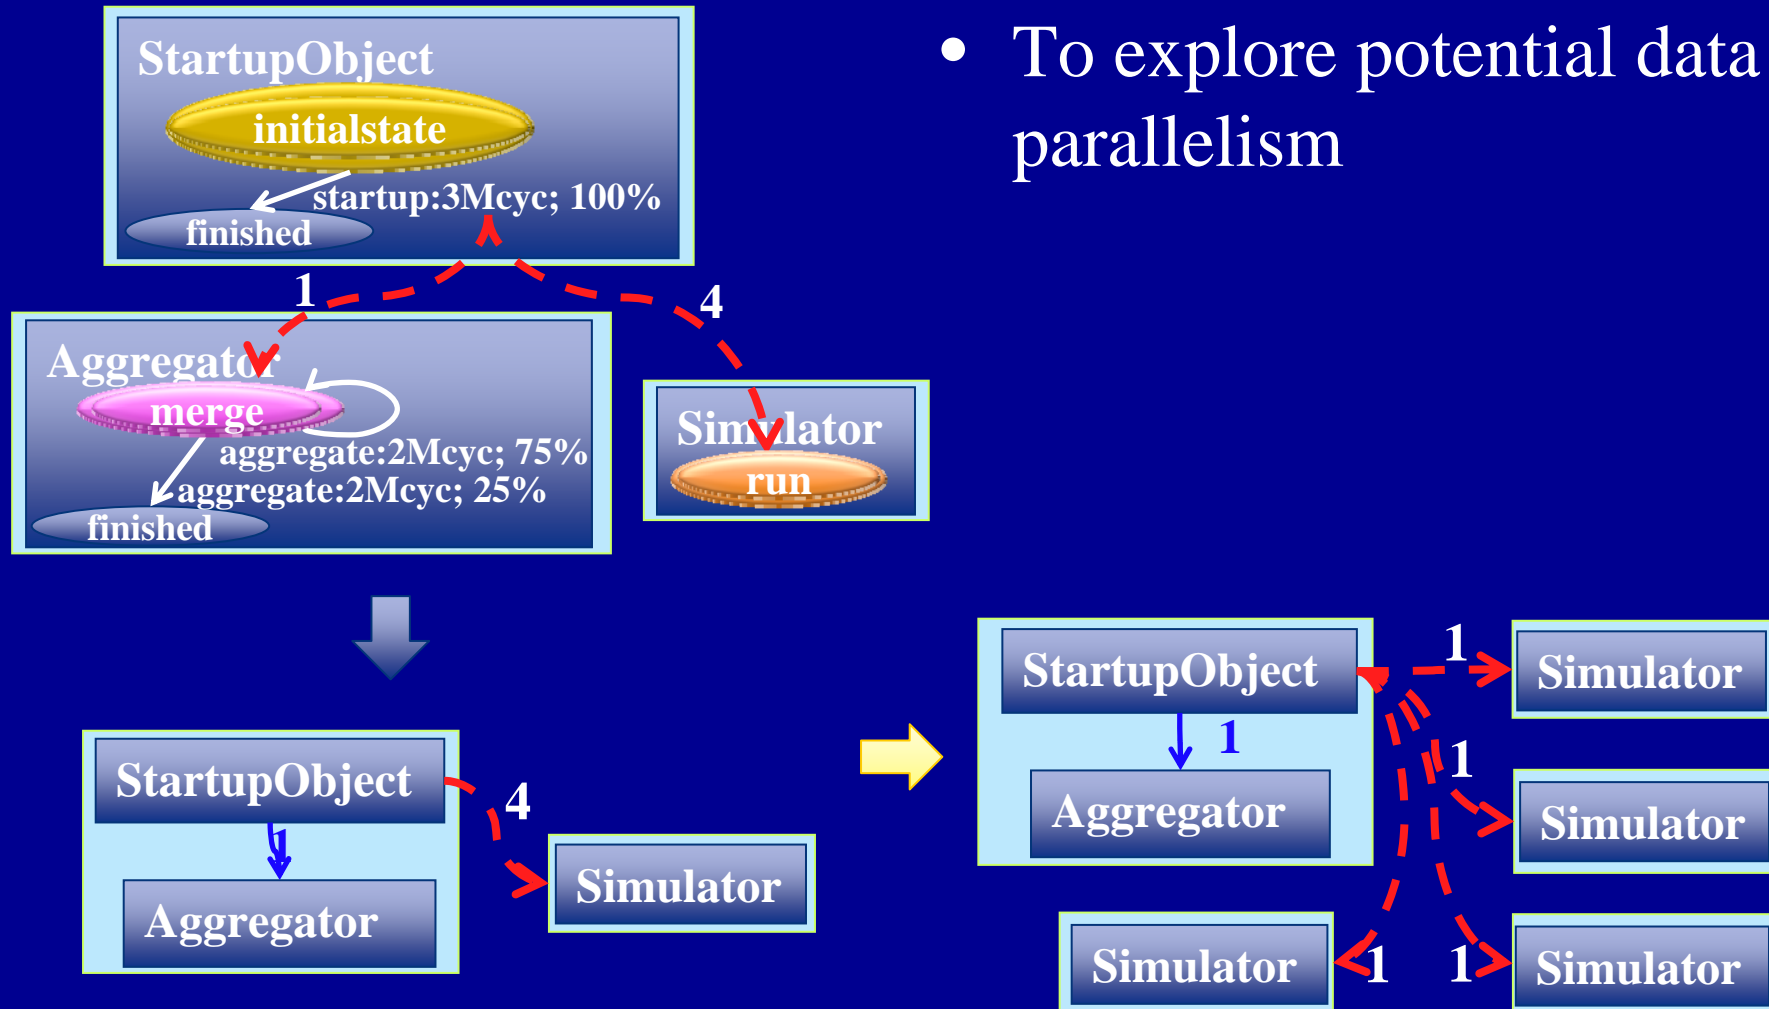 • To explore potential data
parallelism
StartupObject
initialstate
startup:3Mcyc; 100%
finished
1
4
Aggregator
merge
aggregate:2Mcyc; 75%
aggregate:2Mcyc; 25%
finished
Simulator
run
StartupObject
4
1
Aggregator
Simulator
StartupObject
1
Aggregator
1
Simulator
1
Simulator
Simulator
1
1
Simulator